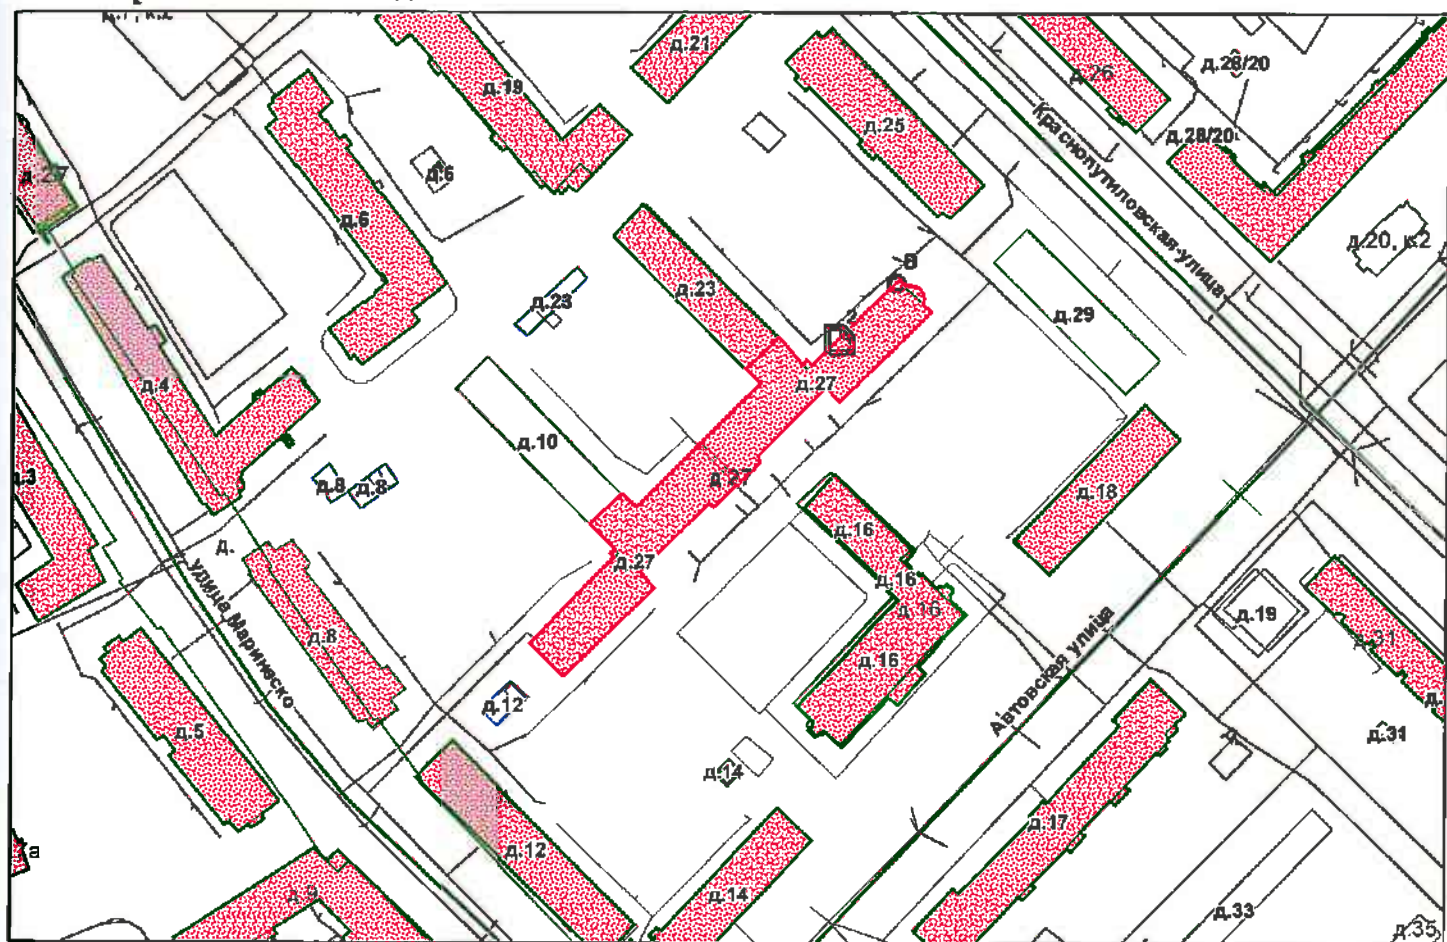 д.21
д.19
д.26
д.28/20
д.25
д.28/20
Краснопутиловская улица
д.6
д.27
д.6
д.20, к.2
д.23
д.23
д.29
2
д.27
д.4
д.10
д.3
д.8
д.8
д.27
д.18
д.16
д.
д.27
д.16
д.16
д.19
улица Маринеско
д.8
д.31
д.16
Автовская улица
д.12
д.
д.5
д.31
д.14
д.17
а
д.12
д.9
д.14
д.33
д.35